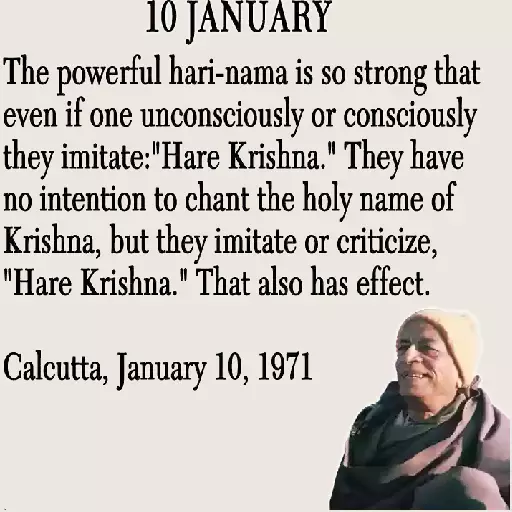 10 JANUARY
The powerful hari-nama is so strong that
even if one unconsciously or consciously
they imitate:"Hare Krishna." They have
no intention to chant the holy name of
Krishna, but they imitate or criticize,
"Hare Krishna." That also has effect.
Calcutta, January 10, 1971